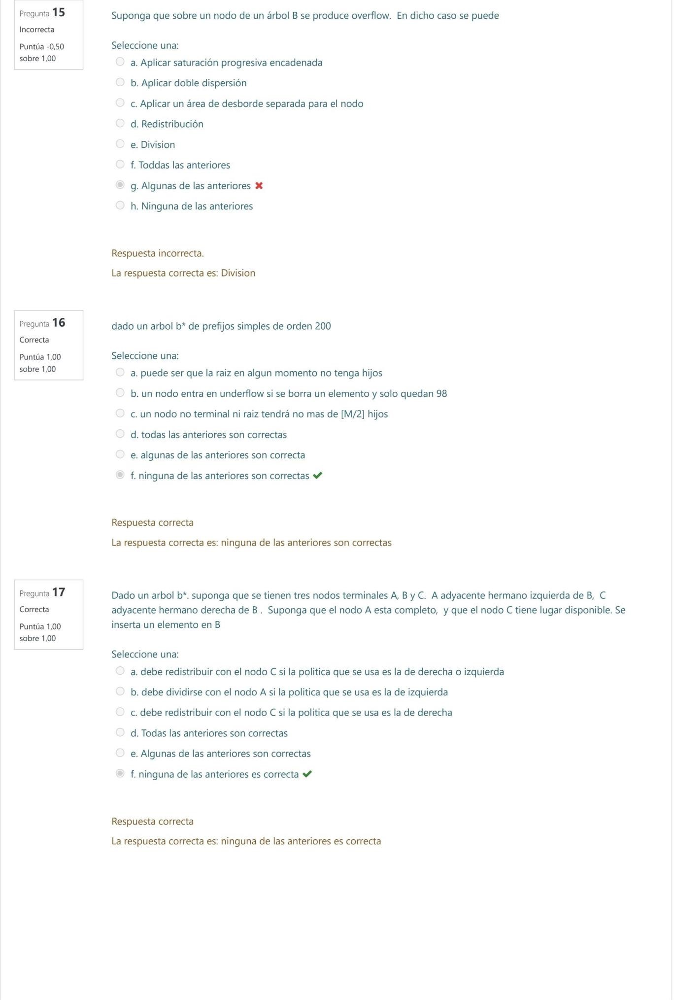 Pregunta 15
Incorrecta
Puntúa -0,50
sobre 1,00
Suponga que sobre un nodo de un árbol B se produce overflow. En dicho caso se puede
Seleccione una:
a. Aplicar saturación progresiva encadenada
b. Aplicar doble dispersión
c. Aplicar un área de desborde separada para el nodo
d. Redistribución
e. Division
f. Toddas las anteriores
g. Algunas de las anteriores
h. Ninguna de las anteriores
Respuesta incorrecta.
La respuesta correcta es: Division
Pregunta 16
Correcta
Puntúa 1,00
sobre 1,00
dado un arbol b* de prefijos simples de orden 200
Seleccione una:
a. puede ser que la raiz en algun momento no tenga hijos
b. un nodo entra en underflow si se borra un elemento y solo quedan 98
c. un nodo no terminal ni raiz tendrá no mas de [M/2] hijos
d. todas las anteriores son correctas
e. algunas de las anteriores son correcta
f. ninguna de las anteriores son correctas
Respuesta correcta
La respuesta correcta es: ninguna de las anteriores son correctas
Pregunta 17
Correcta
Puntúa 1,00
sobre 1,00
Dado un arbol b*. suponga que se tienen tres nodos terminales A, B y C. A adyacente hermano izquierda de B, C
adyacente hermano derecha de B . Suponga que el nodo A esta completo, y que el nodo C tiene lugar disponible. Se
inserta un elemento en B
Seleccione una:
a. debe redistribuir con el nodo C si la politica que se usa es la de derecha o izquierda
b. debe dividirse con el nodo A si la politica que se usa es la de izquierda
c. debe redistribuir con el nodo C si la politica que se usa es la de derecha
d. Todas las anteriores son correctas
e. Algunas de las anteriores son correctas
f. ninguna de las anteriores es correcta
Respuesta correcta
La respuesta correcta es: ninguna de las anteriores es correcta